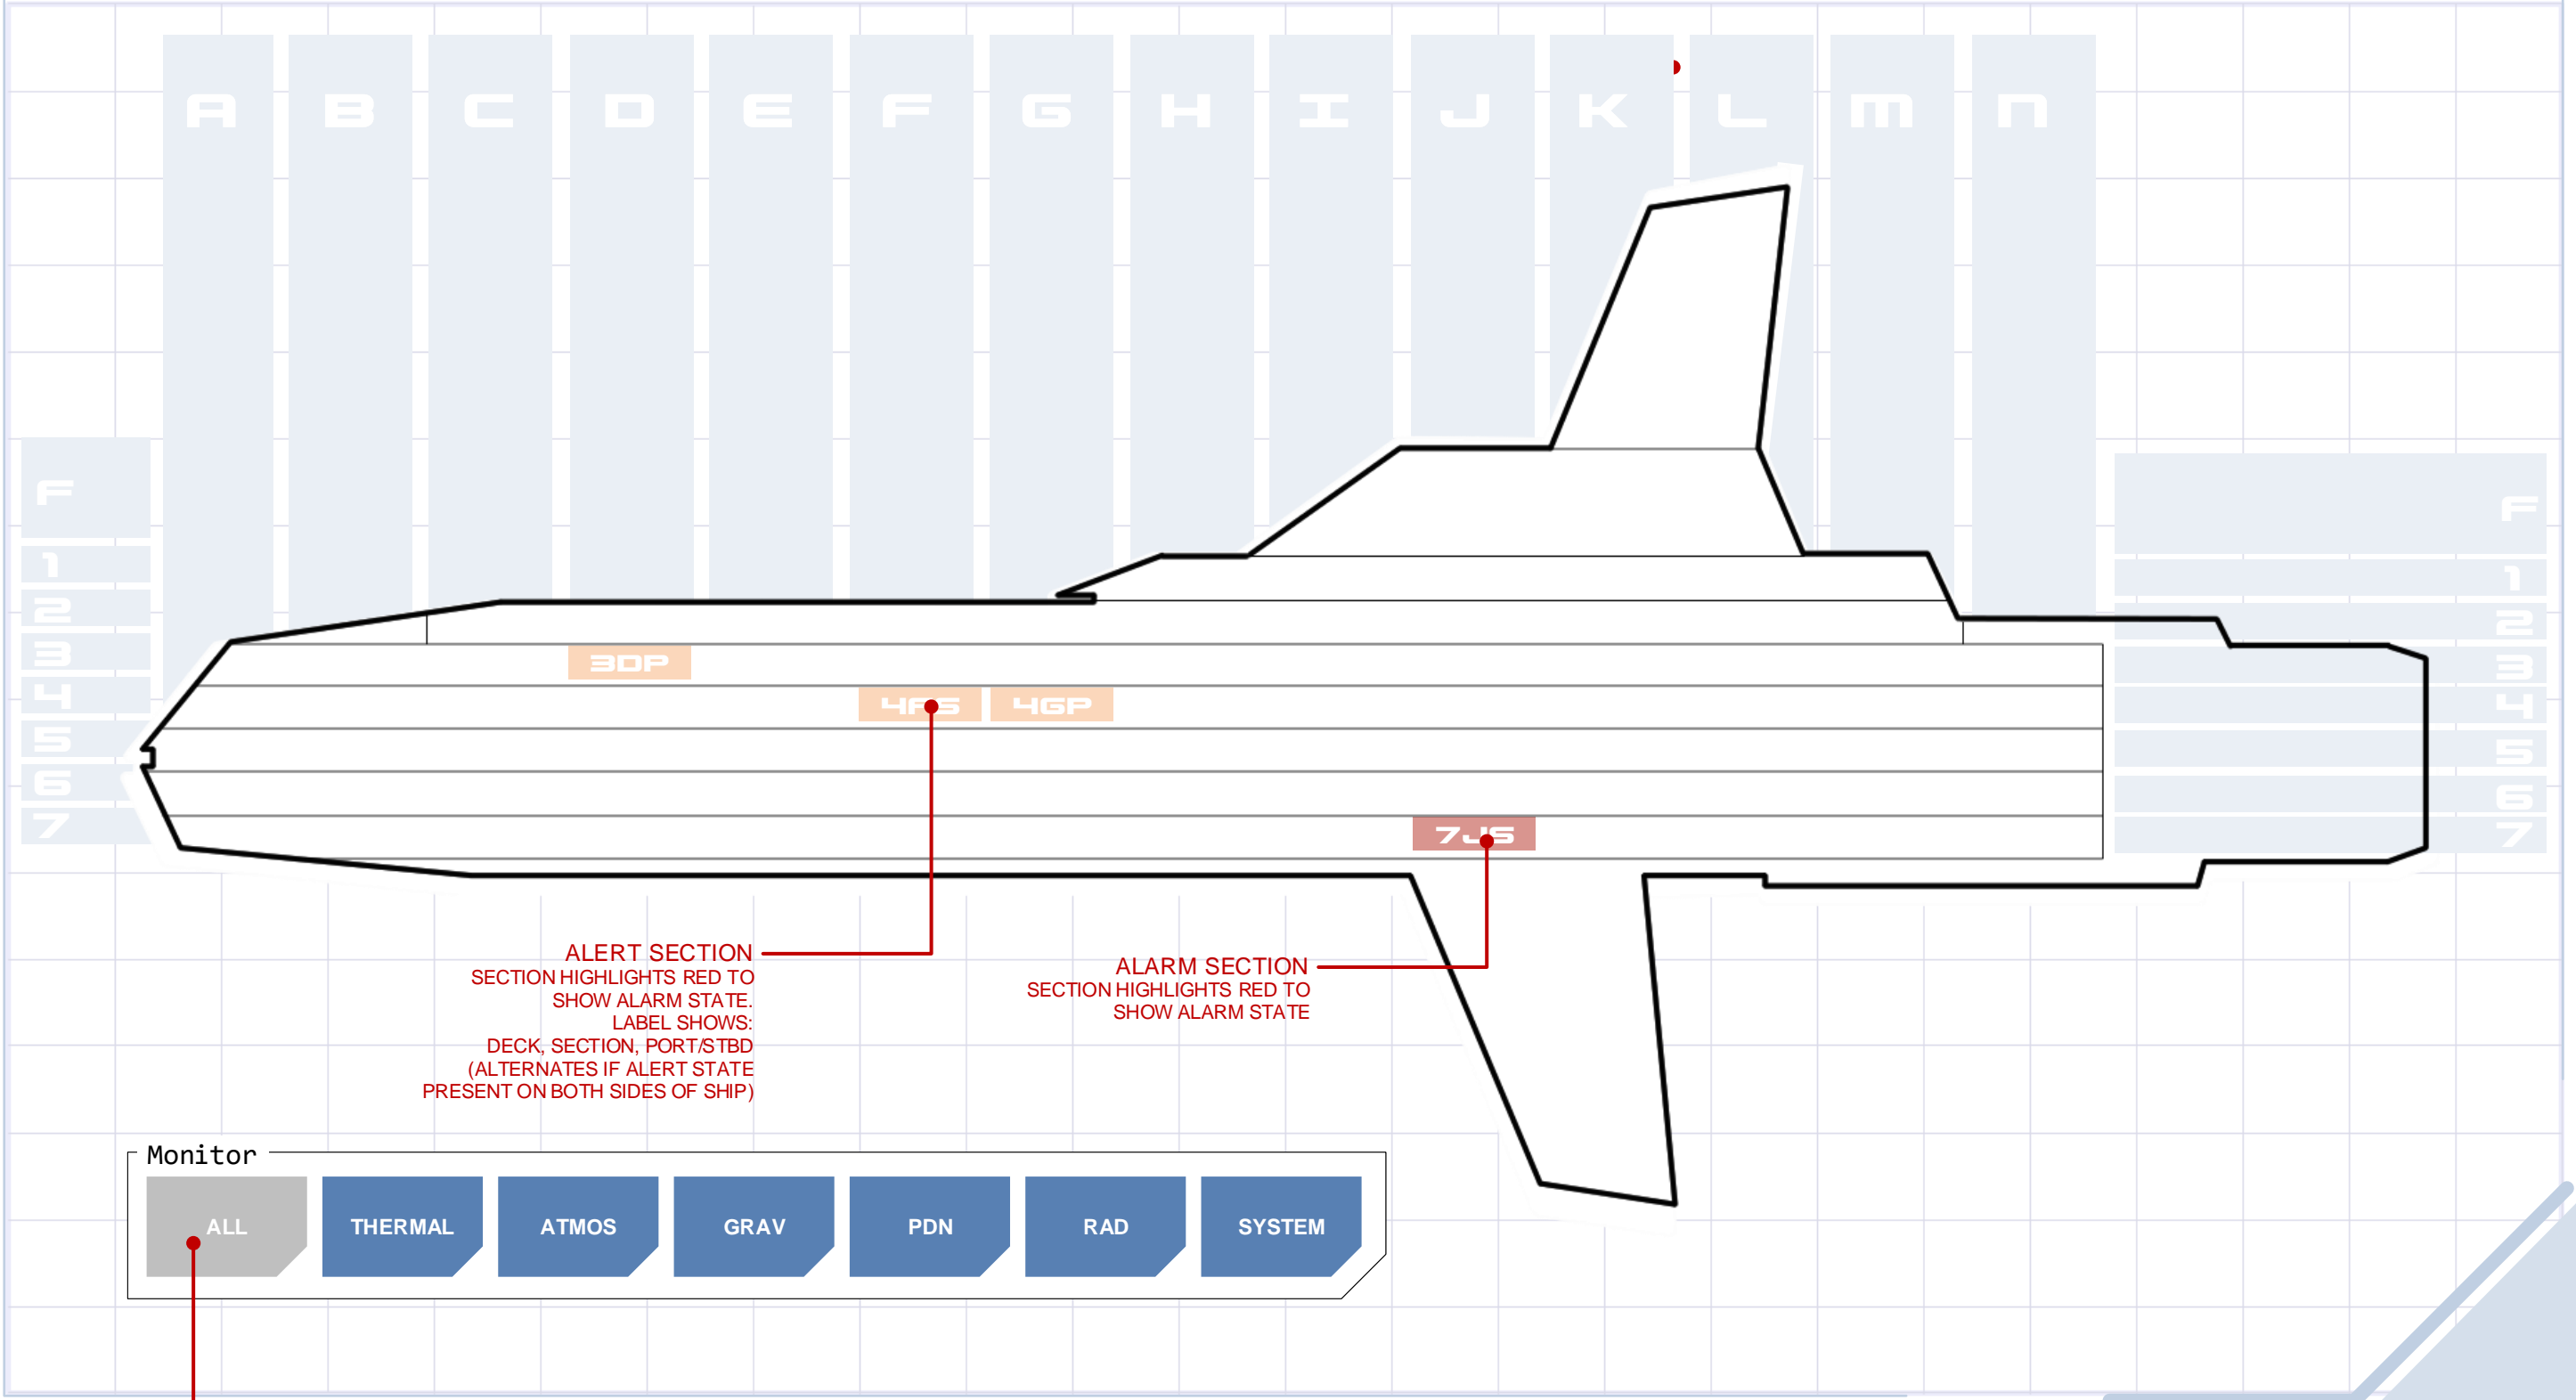 A B C D E F G H I J K L M N
F
1
2
3
4
5
6
7
F
1
2
3
4
5
6
7
3DP
4FS 4GP
7JS
ALERT SECTION
SECTION HIGHLIGHTS RED TO
SHOW ALARM STATE.
LABEL SHOWS:
DECK, SECTION, PORT/STBD
(ALTERNATES IF ALERT STATE
PRESENT ON BOTH SIDES OF SHIP)
ALARM SECTION
SECTION HIGHLIGHTS RED TO
SHOW ALARM STATE
Monitor
ALL THERMAL ATMOS GRAV PDN RAD SYSTEM